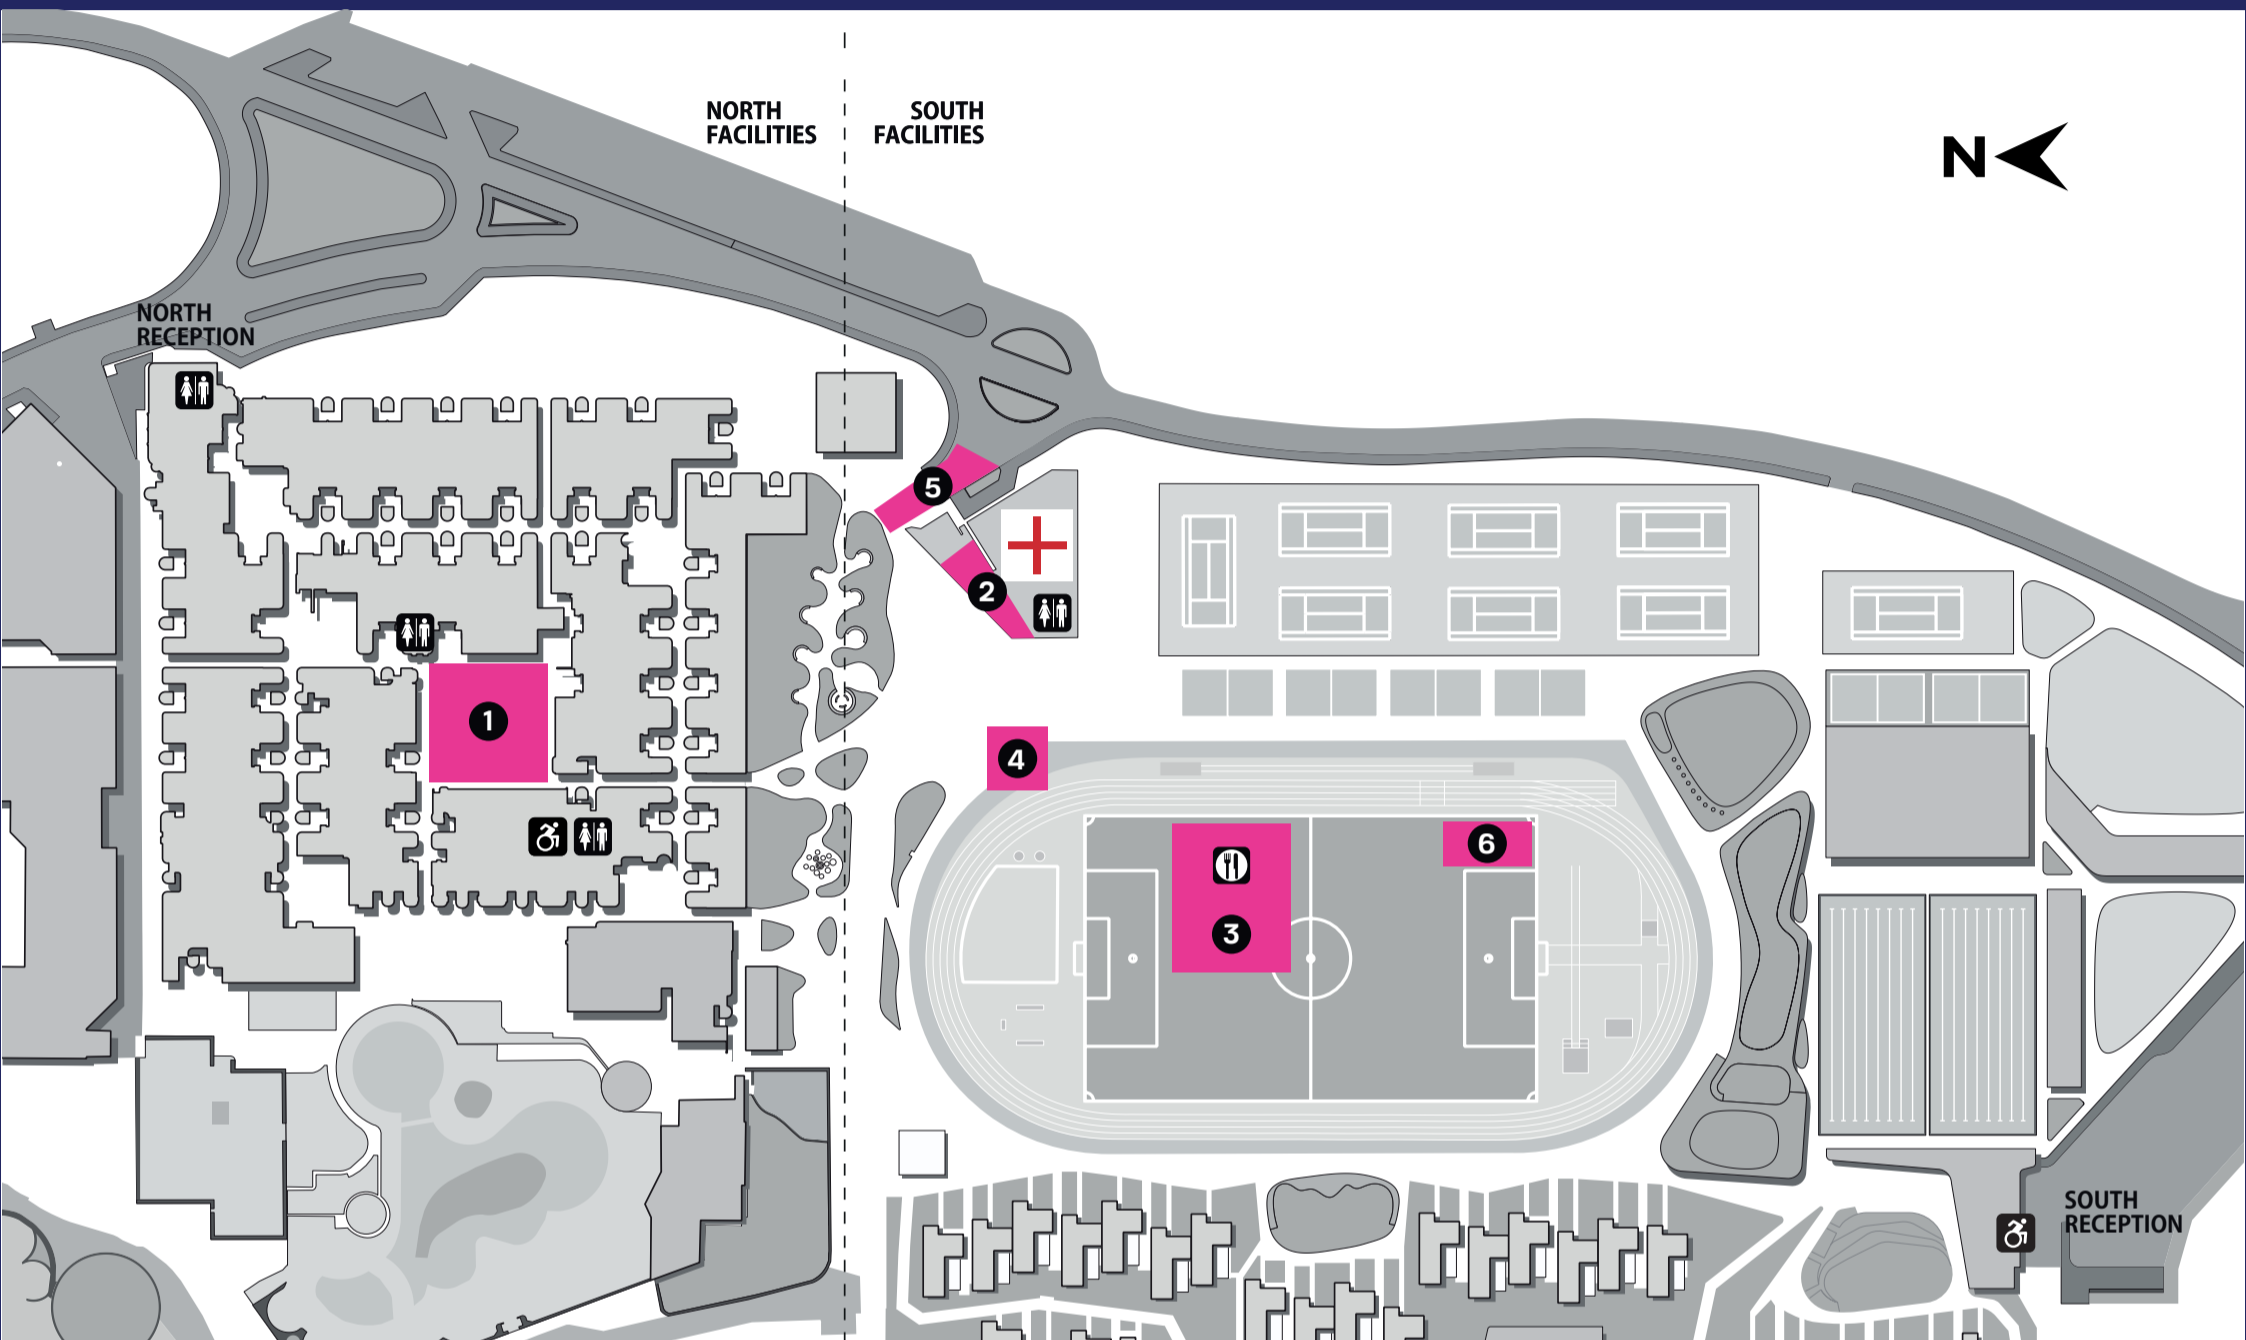 NORTH
FACILITIES
SOUTH
FACILITIES
N
NORTH
RECEPTION
5
2
1
4
6
3
SOUTH
RECEPTION